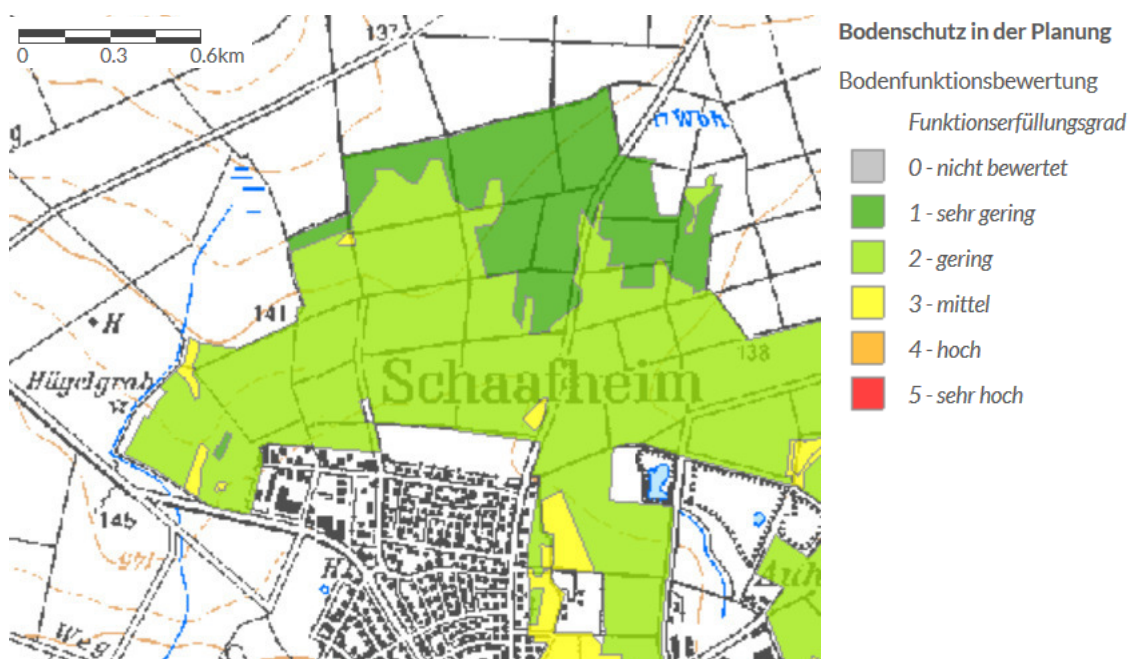 137
0 0.3 0.6km
g
141
H
Hügelgrab
Schaafheim
138
145
Weg
Bodenschutz in der Planung
Bodenfunktionsbewertung
Funktionserfüllungsgrad
0 - nicht bewertet
1 - sehr gering
2 - gering
3 - mittel
4 - hoch
5 - sehr hoch